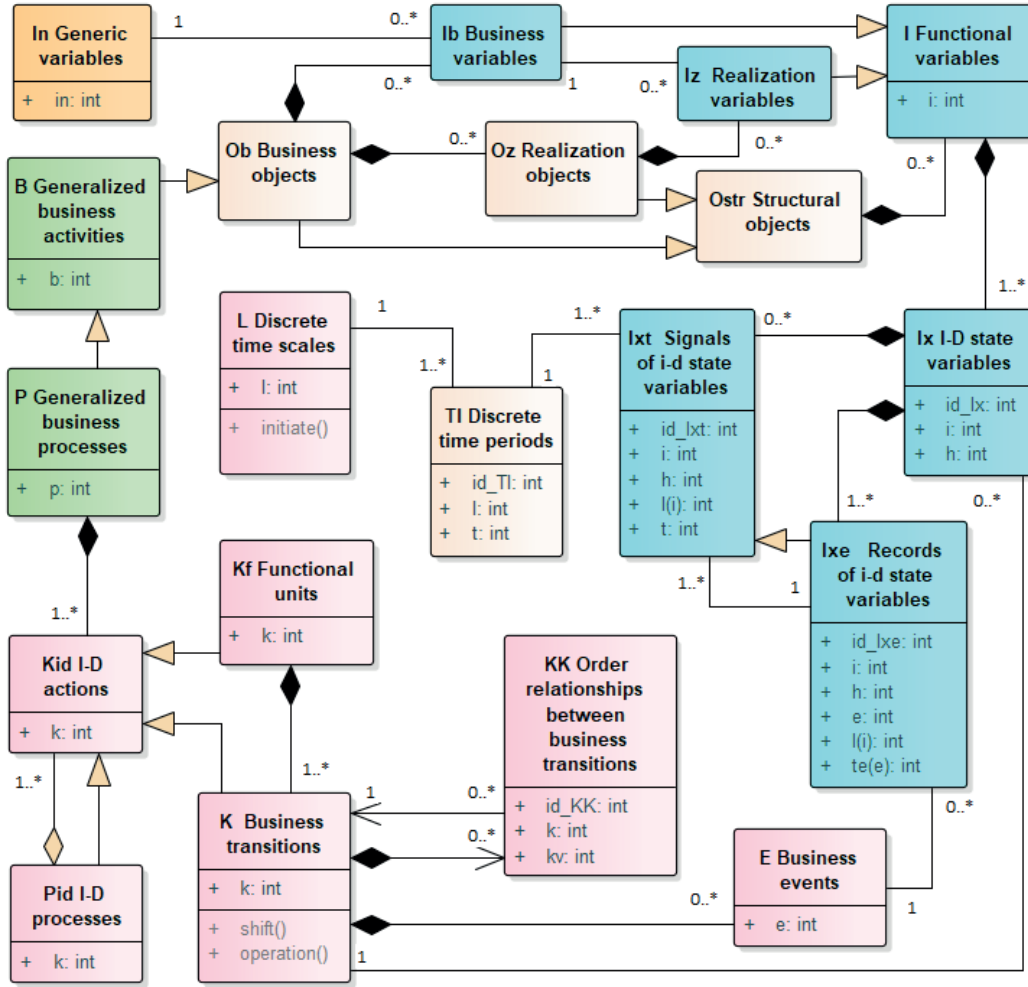 In Generic
variables
+ in: int
1
0..*
Ib Business
variables
0..*
1
0..*
Iz Realization
variables
I Functional
variables
+ i: int
0..*
1..*
Ob Business
objects
0..*
Oz Realization
objects
0..*
Ostr Structural
objects
B Generalized
business
activities
+ b: int
P Generalized
business
processes
+ p: int
1..*
L Discrete
time scales
+ l: int
+ initiate()
1
1..*
TI Discrete
time periods
+ id_TI: int
+ l: int
+ t: int
1..*
1
Ixt Signals
of i-d state
variables
+ id_Ixt: int
+ i: int
+ h: int
+ l(i): int
+ t: int
0..*
Ix I-D state
variables
+ id_Ix: int
+ i: int
+ h: int
1..*
0..*
1..*
1
Ixe Records
of i-d state
variables
+ id_Ixe: int
+ i: int
+ h: int
+ e: int
+ l(i): int
+ te(e): int
0..*
Kf Functional
units
+ k: int
1..*
Kid I-D
actions
+ k: int
1..*
Pid I-D
processes
+ k: int
K Business
transitions
+ k: int
+ shift()
+ operation()
1
0..*
0..*
KK Order
relationships
between
business
transitions
+ id_KK: int
+ k: int
+ kv: int
0..*
1
E Business
events
+ e: int
1